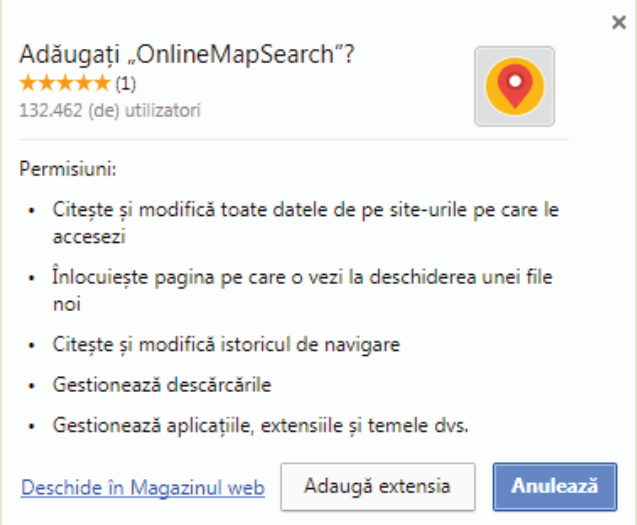 Adăugați „OnlineMapSearch”?
★★★★★ (1)
132.462 (de) utilizatori
Permisiuni:
• Citește și modifică toate datele de pe site-urile pe care le
accesezi
• Înlocuiește pagina pe care o vezi la deschiderea unei file
noi
• Citește și modifică istoricul de navigare
• Gestionează descărcările
• Gestionează aplicațiile, extensiile și temele dvs.
Deschide în Magazinul web Adaugă extensia Anulează